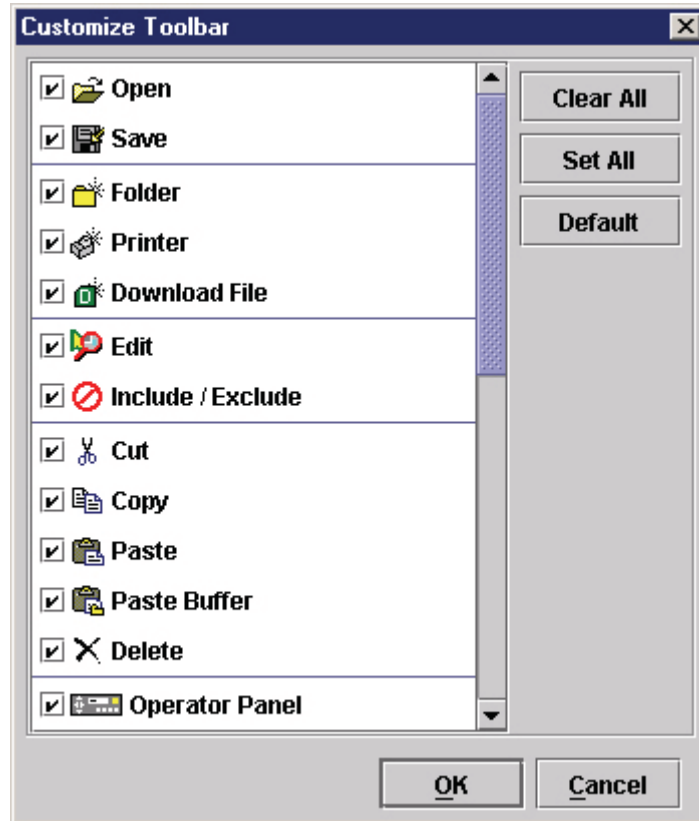 Customize Toolbar
Open
Save
Folder
Printer
Download File
Edit
Include / Exclude
Cut
Copy
Paste
Paste Buffer
Delete
Operator Panel
Clear All
Set All
Default
OK
Cancel